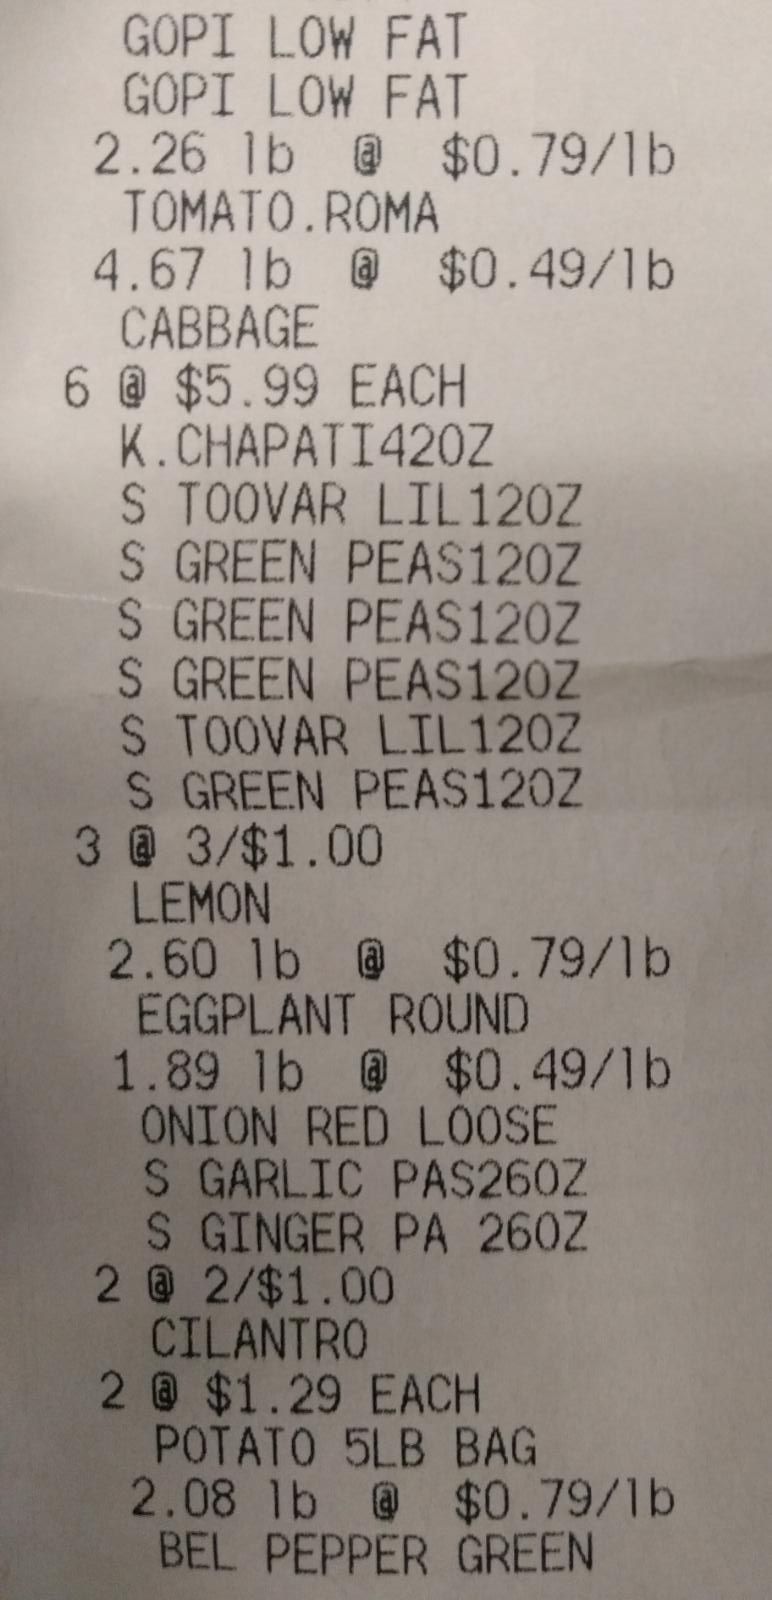 GOPI LOW FAT
GOPI LOW FAT
2.26 lb @ $0.79/lb
TOMATO.ROMA
4.67 lb @ $0.49/lb
CABBAGE
6 @ $5.99 EACH
K.CHAPATI42OZ
S TOOVAR LIL12OZ
S GREEN PEAS12OZ
S GREEN PEAS12OZ
S GREEN PEAS12OZ
S TOOVAR LIL12OZ
S GREEN PEAS12OZ
3 @ 3/$1.00
LEMON
2.60 lb @ $0.79/lb
EGGPLANT ROUND
1.89 lb @ $0.49/lb
ONION RED LOOSE
S GARLIC PAS26OZ
S GINGER PA 26OZ
2 @ 2/$1.00
CILANTRO
2 @ $1.29 EACH
POTATO 5LB BAG
2.08 lb @ $0.79/lb
BEL PEPPER GREEN